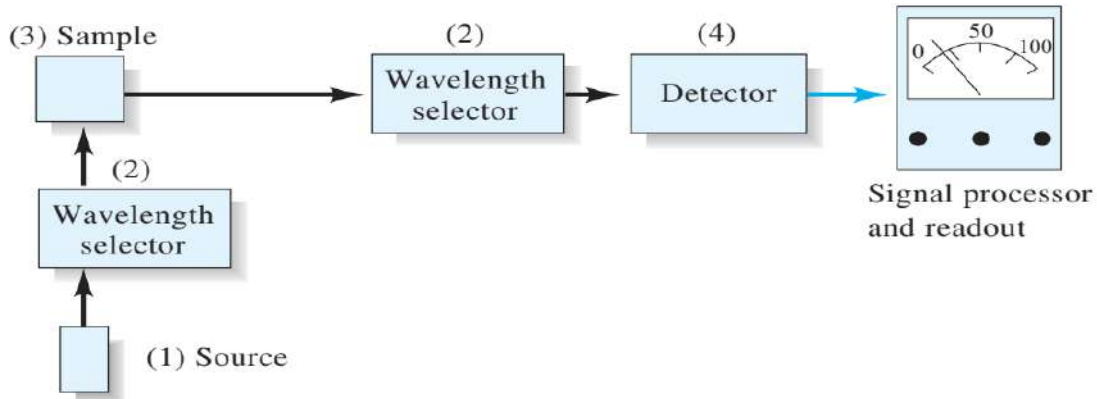 (3) Sample
(2)
Wavelength
selector
(4)
Detector
0 50 100
Signal processor
and readout
(2)
Wavelength
selector
(1) Source